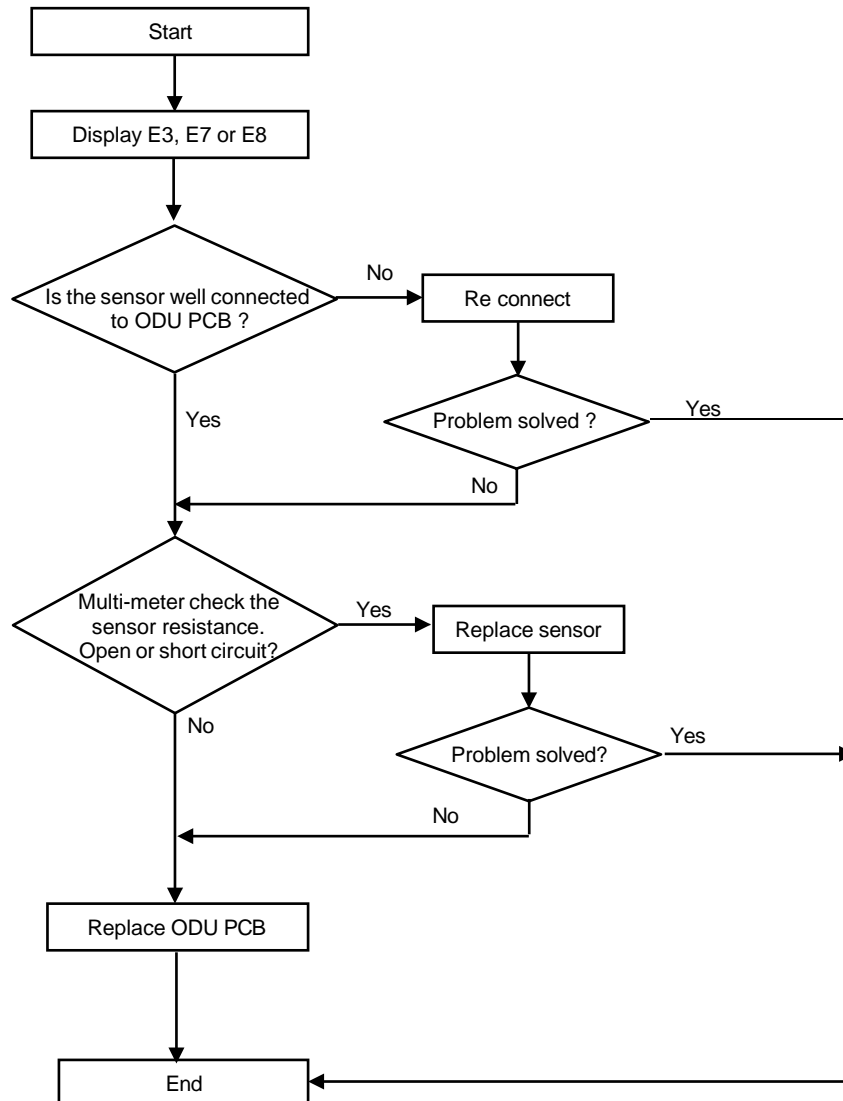 Start
Display E3, E7 or E8
Is the sensor well connected
to ODU PCB ?
No
Re connect
Yes
Problem solved ?
Yes
No
Multi-meter check the
sensor resistance.
Open or short circuit?
Yes
Replace sensor
No
Problem solved?
Yes
No
Replace ODU PCB
End